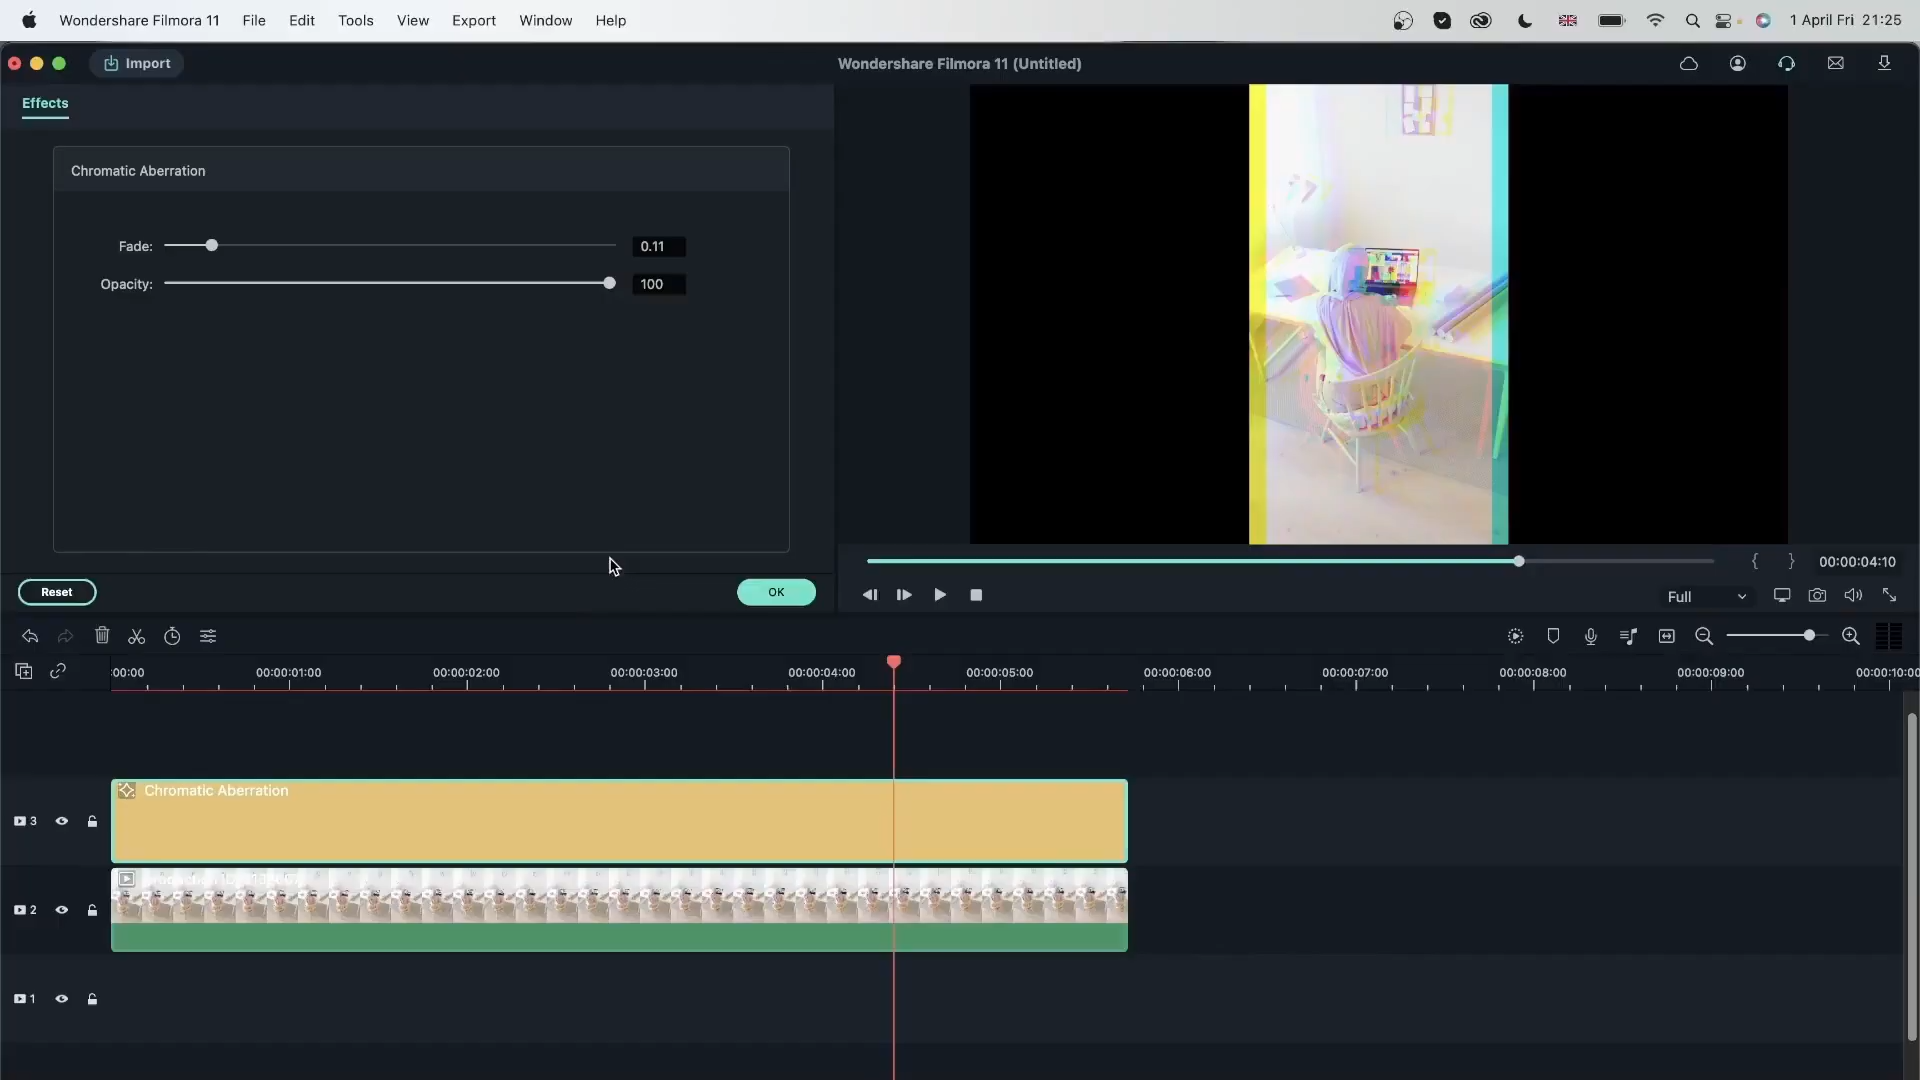 Wondershare Filmora 11 File Edit Tools View Export Window Help 1 April Fri 21:25
Import Wondershare Filmora 11 (Untitled)
Effects
Chromatic Aberration
Fade: 0.11
Opacity: 100
{ } 00:00:04:10
Reset OK
Full
:00:00 00:00:01:00 00:00:02:00 00:00:03:00 00:00:04:00 00:00:05:00 00:00:06:00 00:00:07:00 00:00:08:00 00:00:09:00 00:00:10:00
Chromatic Aberration
3
2
1